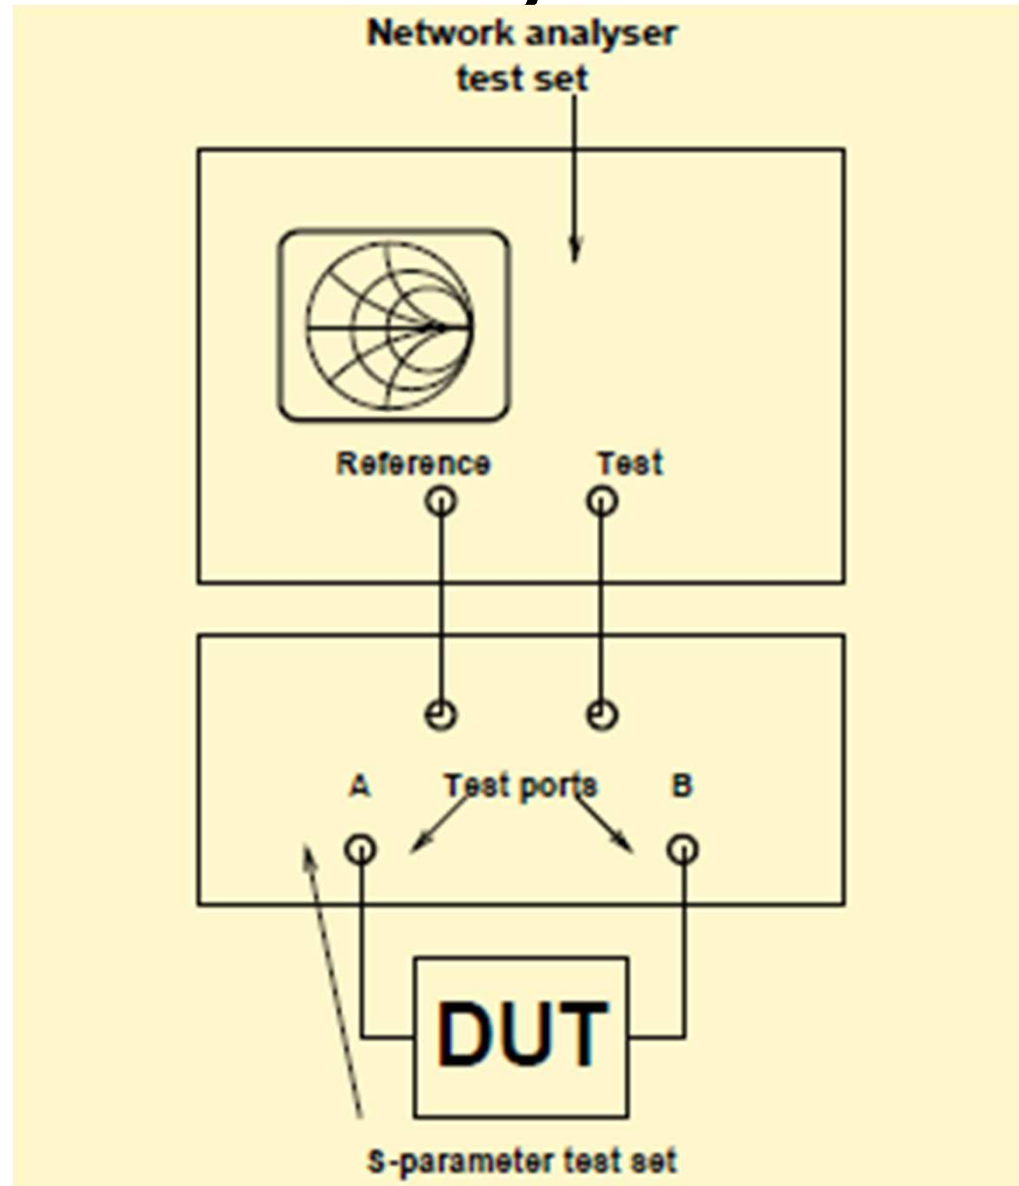 Network analyser
test set
Reference Test
A Test ports B
DUT
S-parameter test set